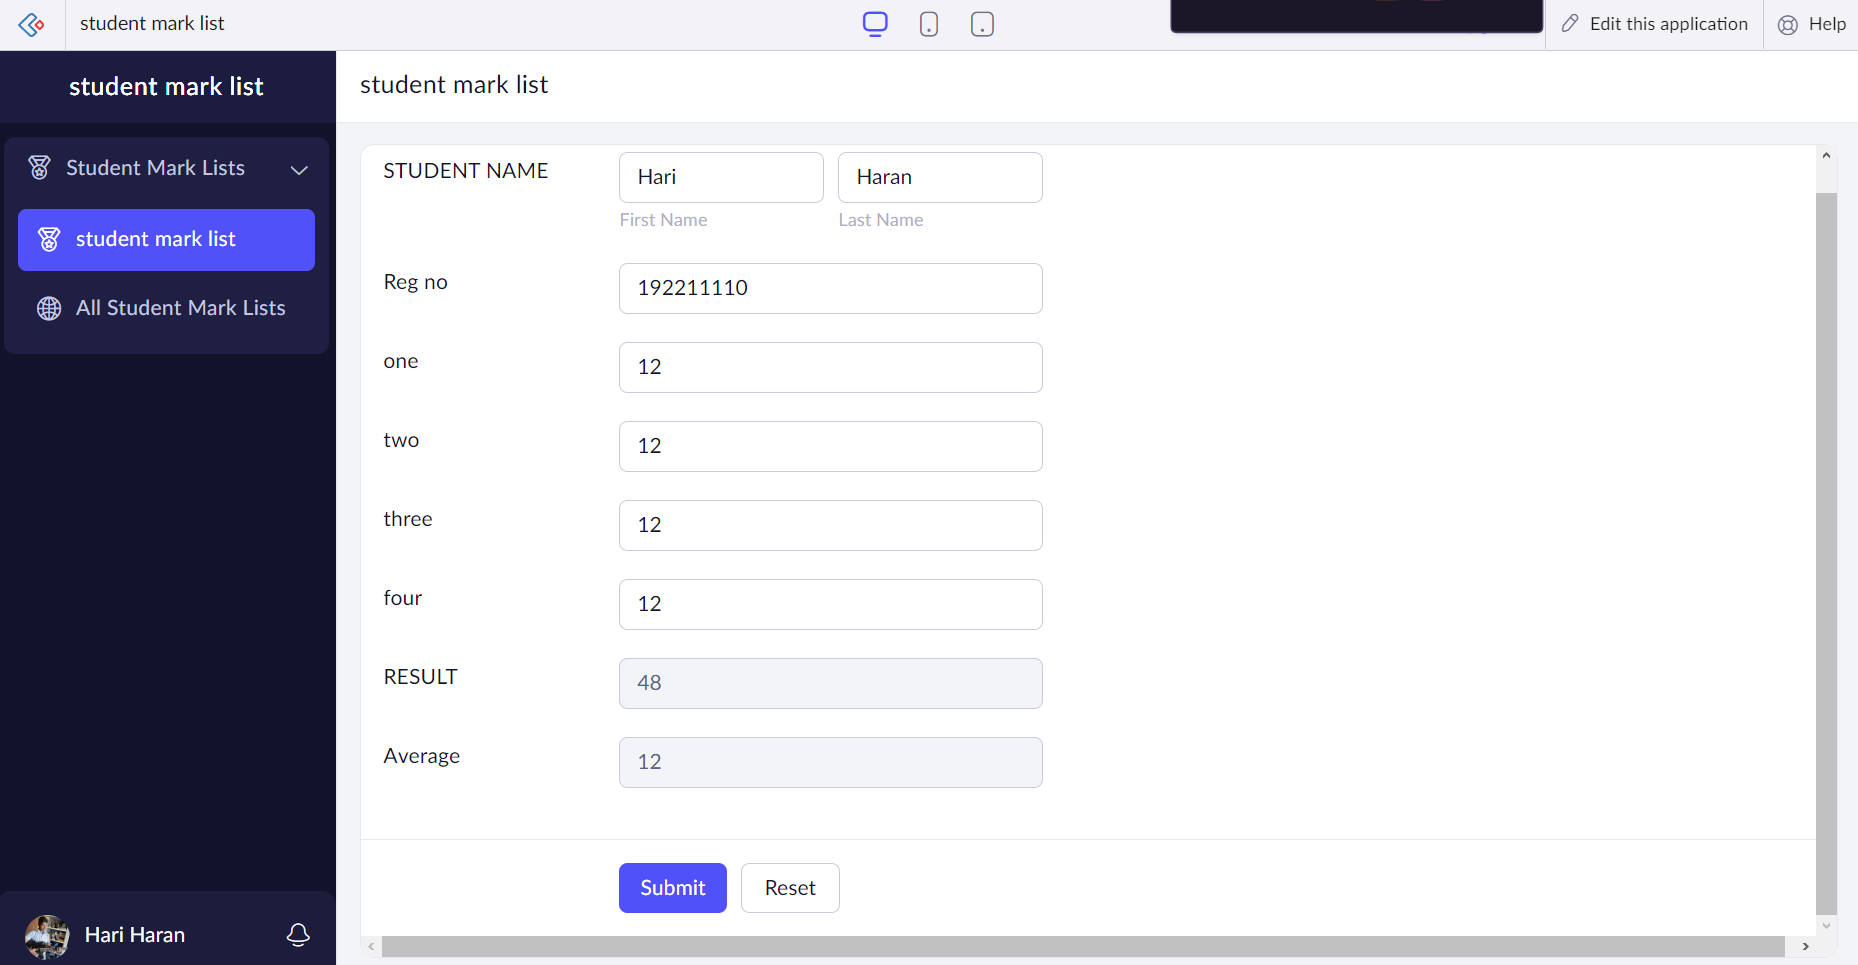 student mark list
Edit this application
Help
student mark list
Student Mark Lists
student mark list
All Student Mark Lists
Hari Haran
student mark list
STUDENT NAME
Hari
Haran
First Name
Last Name
Reg no
192211110
one
12
two
12
three
12
four
12
RESULT
48
Average
12
Submit
Reset